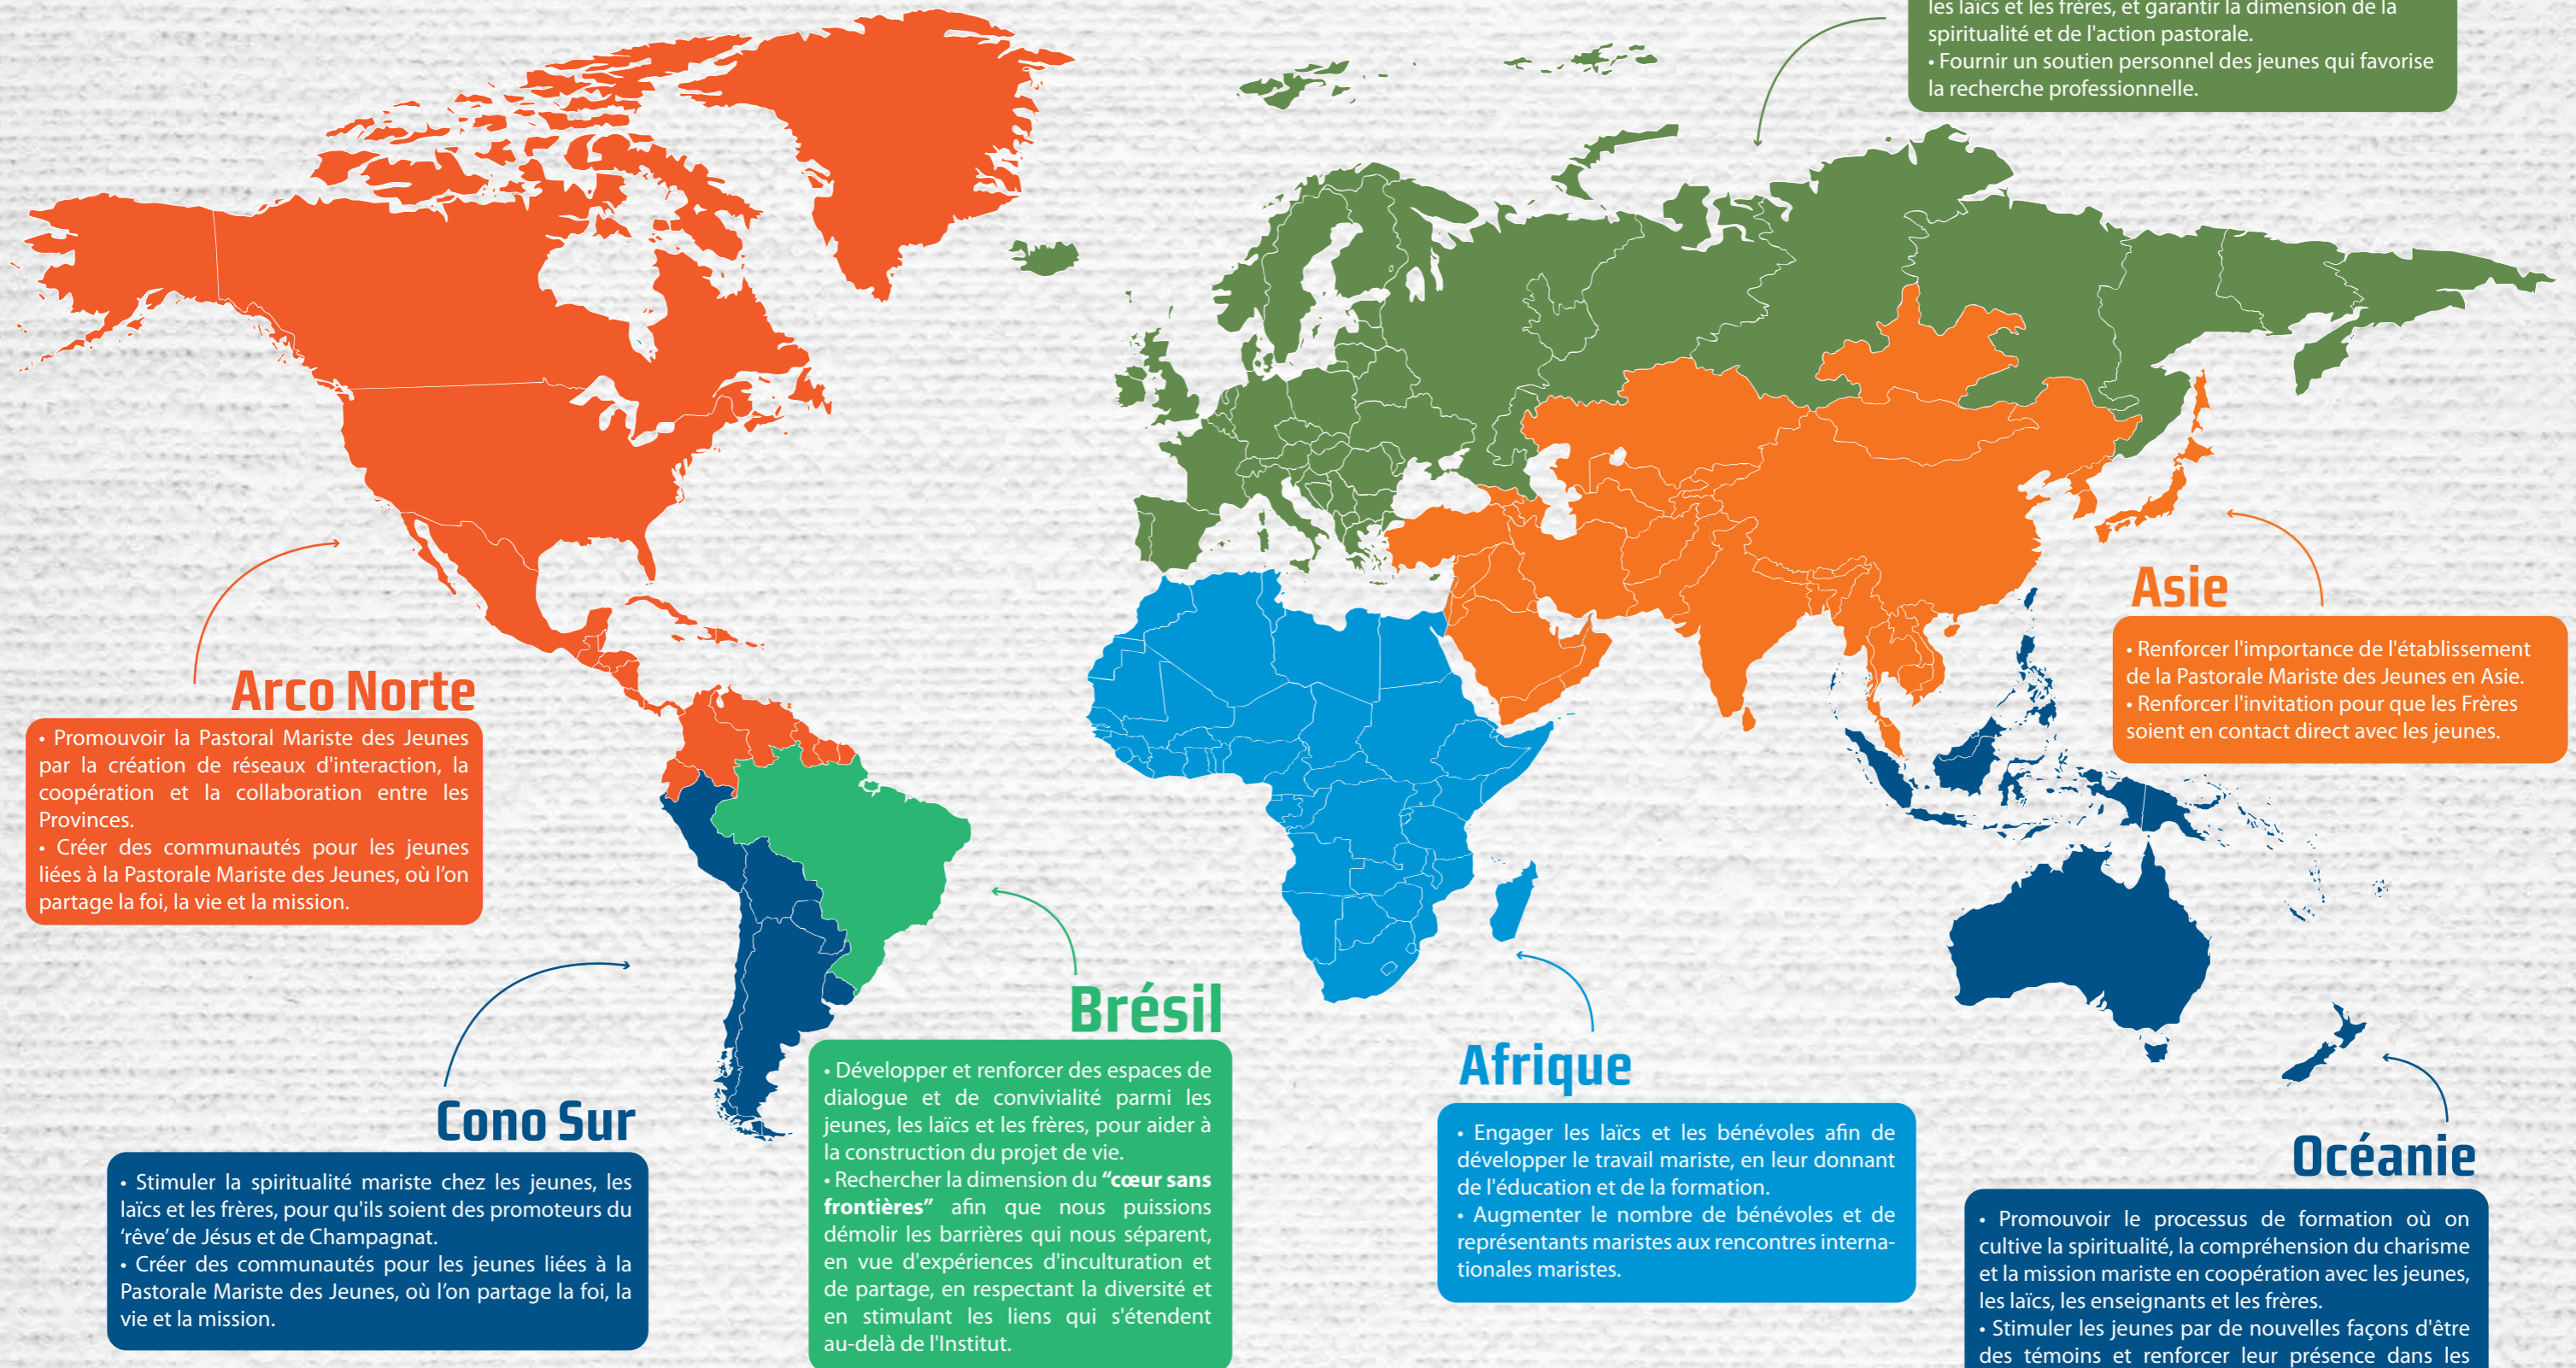 les laïcs et les frères, et garantir la dimension de la
spiritualité et de l'action pastorale.
• Fournir un soutien personnel des jeunes qui favorise
la recherche professionnelle.
Asie
• Renforcer l'importance de l'établissement
de la Pastorale Mariste des Jeunes en Asie.
• Renforcer l'invitation pour que les Frères
soient en contact direct avec les jeunes.
Arco Norte
• Promouvoir la Pastoral Mariste des Jeunes
par la création de réseaux d'interaction, la
coopération et la collaboration entre les
Provinces.
• Créer des communautés pour les jeunes
liées à la Pastorale Mariste des Jeunes, où l'on
partage la foi, la vie et la mission.
Cono Sur
• Stimuler la spiritualité mariste chez les jeunes, les
laïcs et les frères, pour qu'ils soient des promoteurs du
‘rêve’ de Jésus et de Champagnat.
• Créer des communautés pour les jeunes liées à la
Pastorale Mariste des Jeunes, où l'on partage la foi, la
vie et la mission.
Brésil
• Développer et renforcer des espaces de
dialogue et de convivialité parmi les
jeunes, les laïcs et les frères, pour aider à
la construction du projet de vie.
• Rechercher la dimension du “cœur sans
frontières” afin que nous puissions
démolir les barrières qui nous séparent,
en vue d'expériences d'inculturation et
de partage, en respectant la diversité et
en stimulant les liens qui s'étendent
au-delà de l'Institut.
Afrique
• Engager les laïcs et les bénévoles afin de
développer le travail mariste, en leur donnant
de l'éducation et de la formation.
• Augmenter le nombre de bénévoles et de
représentants maristes aux rencontres interna-
tionales maristes.
Océanie
• Promouvoir le processus de formation où on
cultive la spiritualité, la compréhension du charisme
et la mission mariste en coopération avec les jeunes,
les laïcs, les enseignants et les frères.
• Stimuler les jeunes par de nouvelles façons d'être
des témoins et renforcer leur présence dans les